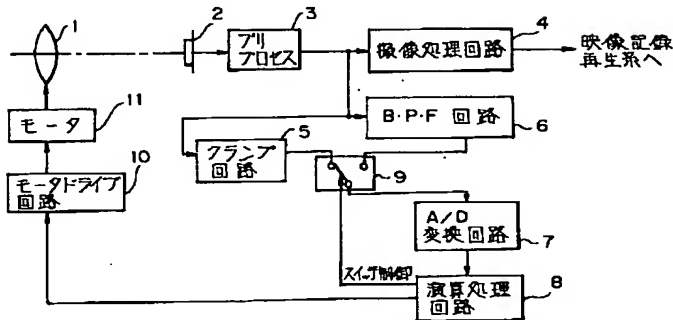 1
2
3
プリ
プロセス
4
撮像処理回路
映像記録
再生系へ
11
モータ
B・P・F 回路
6
5
クランプ
回路
9
10
モータドライブ
回路
A/D
変換回路
7
スイッチ制御
演算処理
回路
8